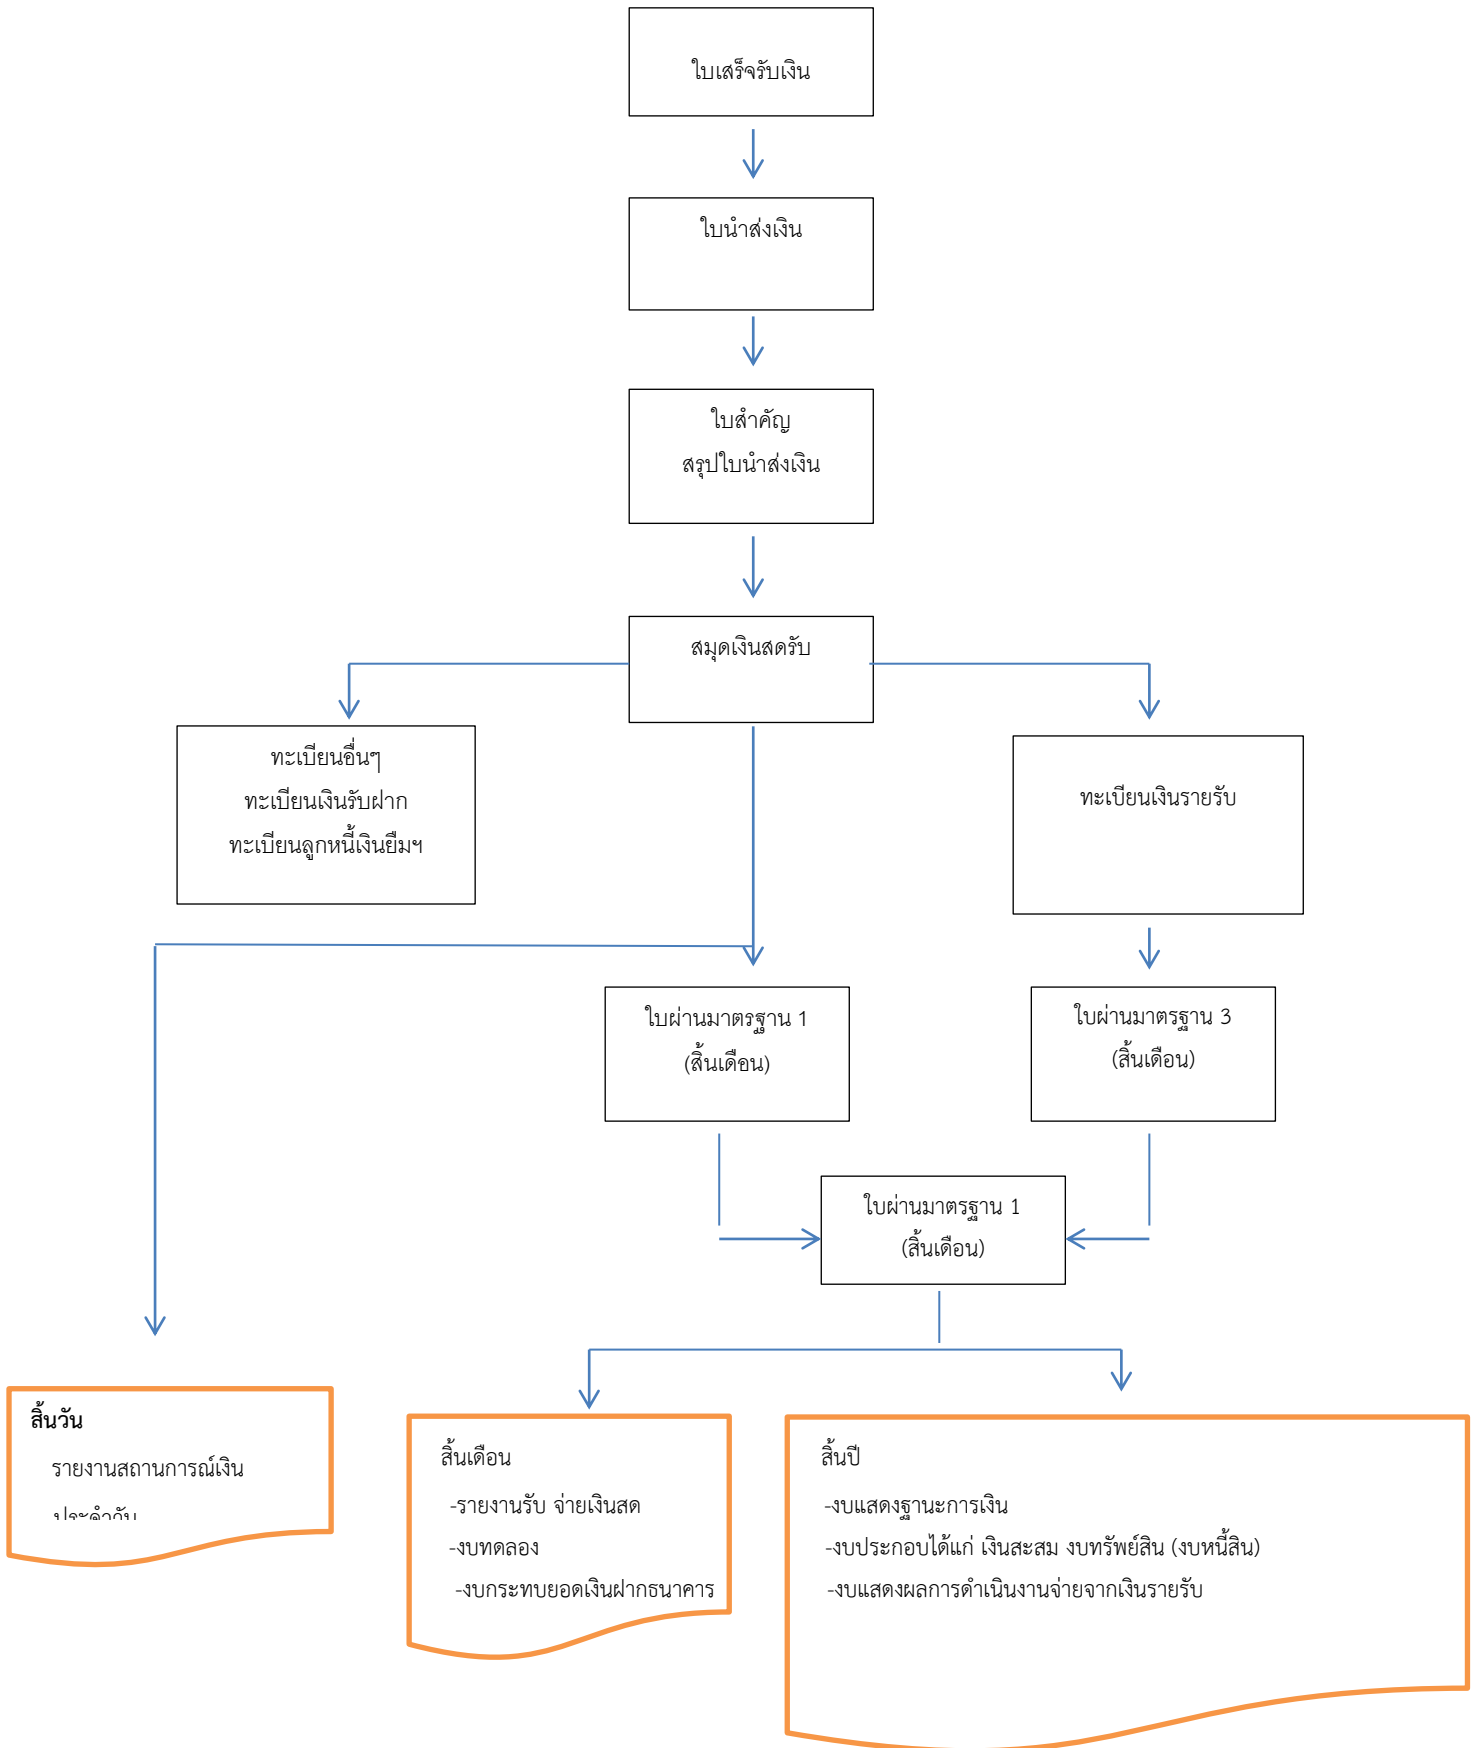 ใบเสร็จรับเงิน
ใบนำส่งเงิน
ใบสำคัญ
สรุปใบนำส่งเงิน
สมุดเงินสดรับ
ทะเบียนอื่นๆ
ทะเบียนเงินรับฝาก
ทะเบียนลูกหนี้เงินยืมฯ
ทะเบียนเงินรายรับ
ใบผ่านมาตรฐาน 1
(สิ้นเดือน)
ใบผ่านมาตรฐาน 3
(สิ้นเดือน)
ใบผ่านมาตรฐาน 1
(สิ้นเดือน)
สิ้นวัน
รายงานสถานการณ์เงิน
ประจำวัน
สิ้นเดือน
-รายงานรับ จ่ายเงินสด
-งบทดลอง
-งบกระทบยอดเงินฝากธนาคาร
สิ้นปี
-งบแสดงฐานะการเงิน
-งบประกอบได้แก่ เงินสะสม งบทรัพย์สิน (งบหนี้สิน)
-งบแสดงผลการดำเนินงานจ่ายจากเงินรายรับ